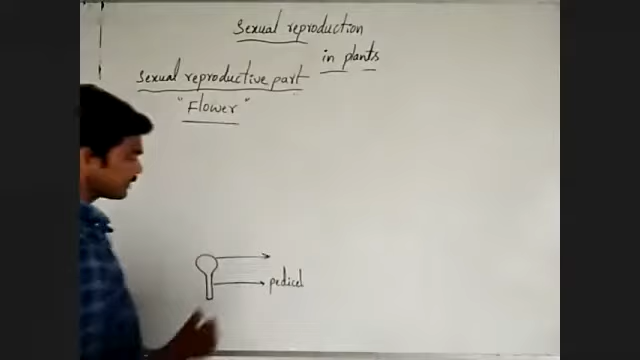 Sexual reproduction
in plants
Sexual reproductive part
"Flower"
pedicel